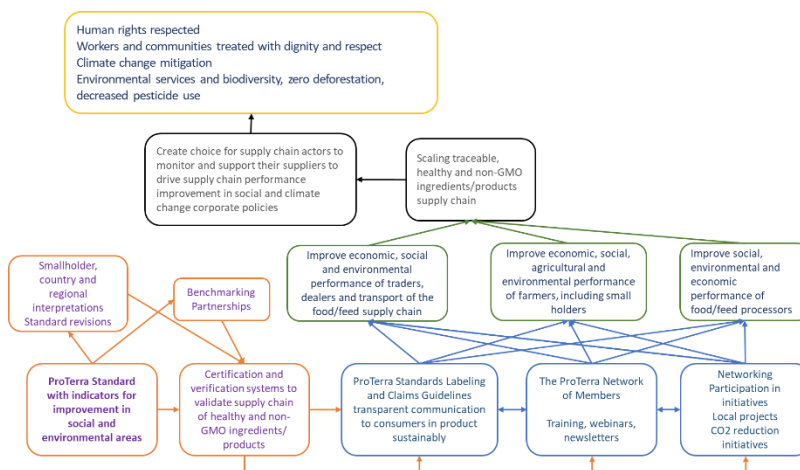 Human rights respected
Workers and communities treated with dignity and respect
Climate change mitigation
Environmental services and biodiversity, zero deforestation,
decreased pesticide use
Create choice for supply chain actors to
monitor and support their suppliers to
drive supply chain performance
improvement in social and climate
change corporate policies
Scaling traceable,
healthy and non-GMO
ingredients/products
supply chain
Smallholder,
country and
regional
interpretations
Standard revisions
Benchmarking
Partnerships
Improve economic, social
and environmental
performance of traders,
dealers and transport of the
food/feed supply chain
Improve economic, social,
agricultural and
environmental performance
of farmers, including small
holders
Improve social,
environmental and
economic
performance of
food/feed processors
ProTerra Standard
with indicators for
improvement in
social and
environmental areas
Certification and
verification systems to
validate supply chain
of healthy and non-
GMO ingredients/
products
ProTerra Standards Labeling
and Claims Guidelines
transparent communication
to consumers in product
sustainably
The ProTerra Network
of Members
Training, webinars,
newsletters
Networking
Participation in
initiatives
Local projects
CO2 reduction
initiatives